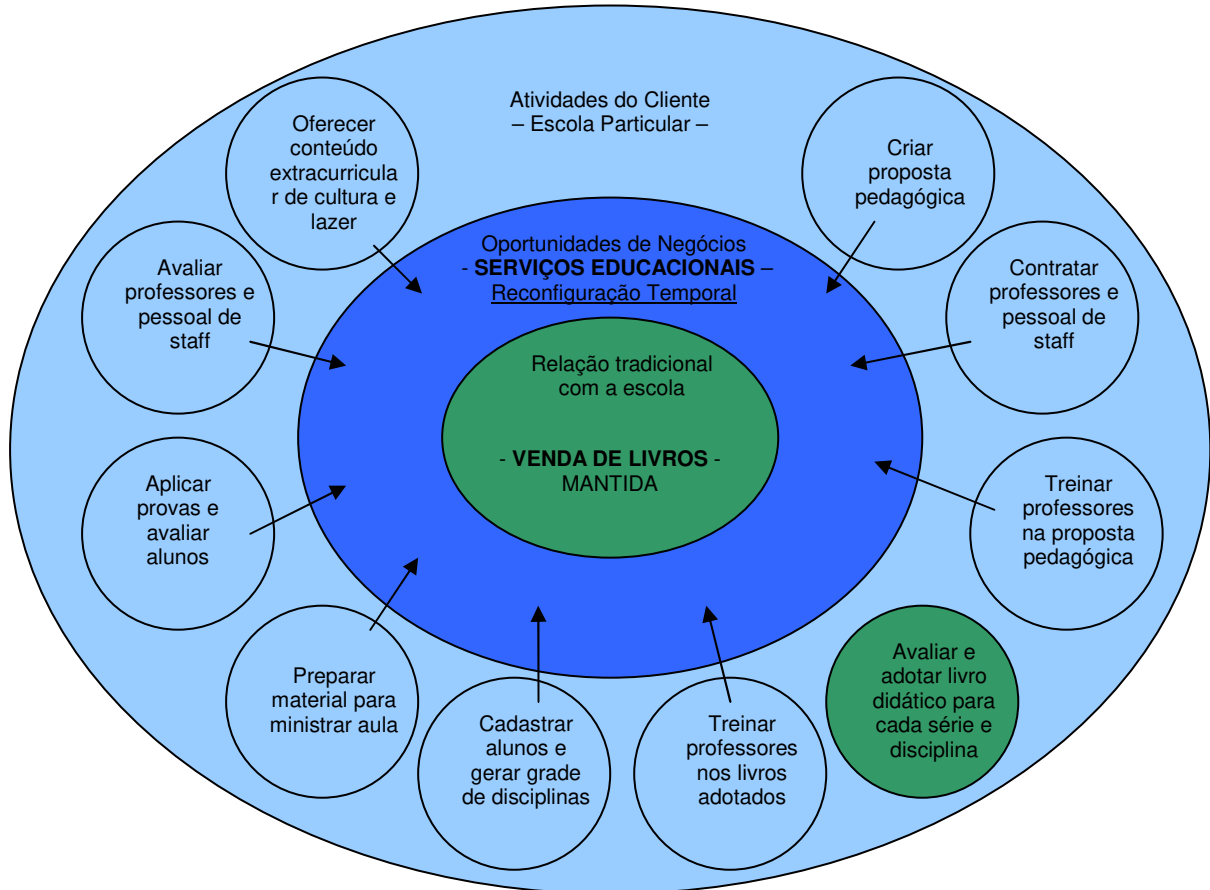 Atividades do Cliente
– Escola Particular –
Oferecer
conteúdo
extracurricula
r de cultura e
lazer
Criar
proposta
pedagógica
Oportunidades de Negócios
- SERVIÇOS EDUCACIONAIS –
Reconfiguração Temporal
Avaliar
professores e
pessoal de
staff
Contratar
professores e
pessoal de
staff
Relação tradicional
com a escola
- VENDA DE LIVROS -
MANTIDA
Aplicar
provas e
avaliar
alunos
Treinar
professores
na proposta
pedagógica
Preparar
material para
ministrar aula
Cadastrar
alunos e
gerar grade
de disciplinas
Treinar
professores
nos livros
adotados
Avaliar e
adotar livro
didático para
cada série e
disciplina